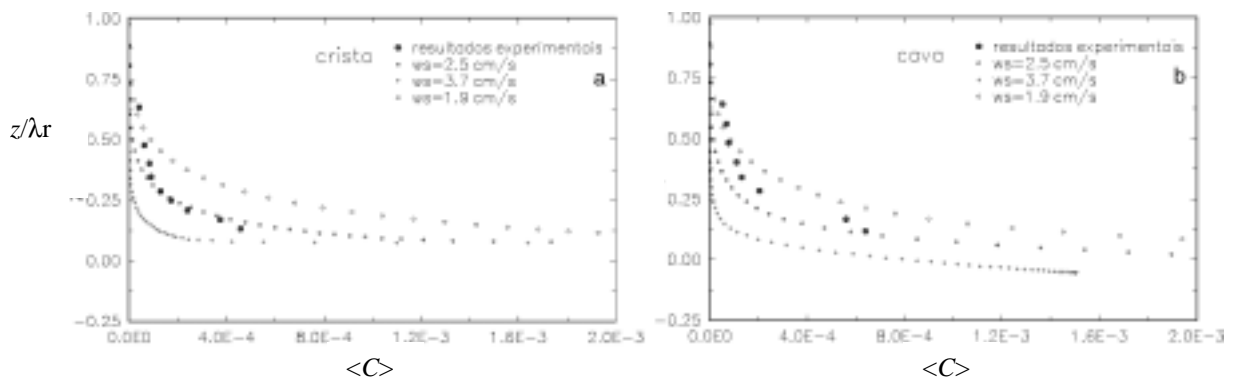 1.00
0.75
0.50
0.25
0.00
−0.25
z/λr
crista
resultados experimentais
ws=2.5 cm/s
ws=3.7 cm/s
ws=1.9 cm/s
a
0.0E0
4.0E−4
8.0E−4
1.2E−3
1.6E−3
2.0E−3
<C>
1.00
0.75
0.50
0.25
0.00
−0.25
cava
resultados experimentais
ws=2.5 cm/s
ws=3.7 cm/s
ws=1.9 cm/s
b
0.0E0
4.0E−4
8.0E−4
1.2E−3
1.6E−3
2.0E−3
<C>